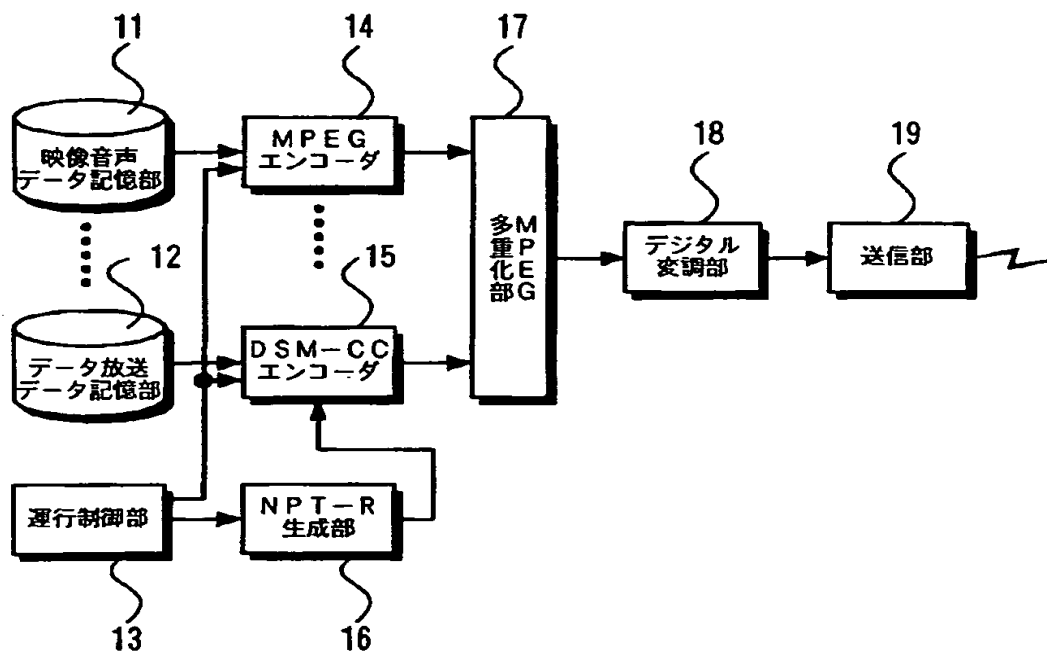 11
14
17
映像音声
データ記憶部
MPEG
エンコーダ
MPEG
多重化部
18
19
デジタル
変調部
送信部
12
15
データ放送
データ記憶部
DSM-CC
エンコーダ
運行制御部
NPT-R
生成部
13
16